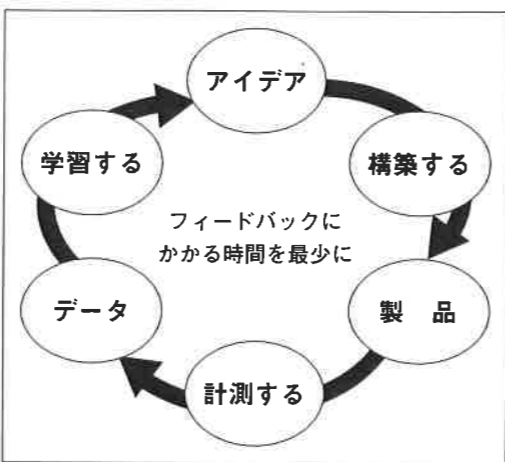 アイデア
構築する
製　品
計測する
データ
学習する
フィードバックに
かかる時間を最少に